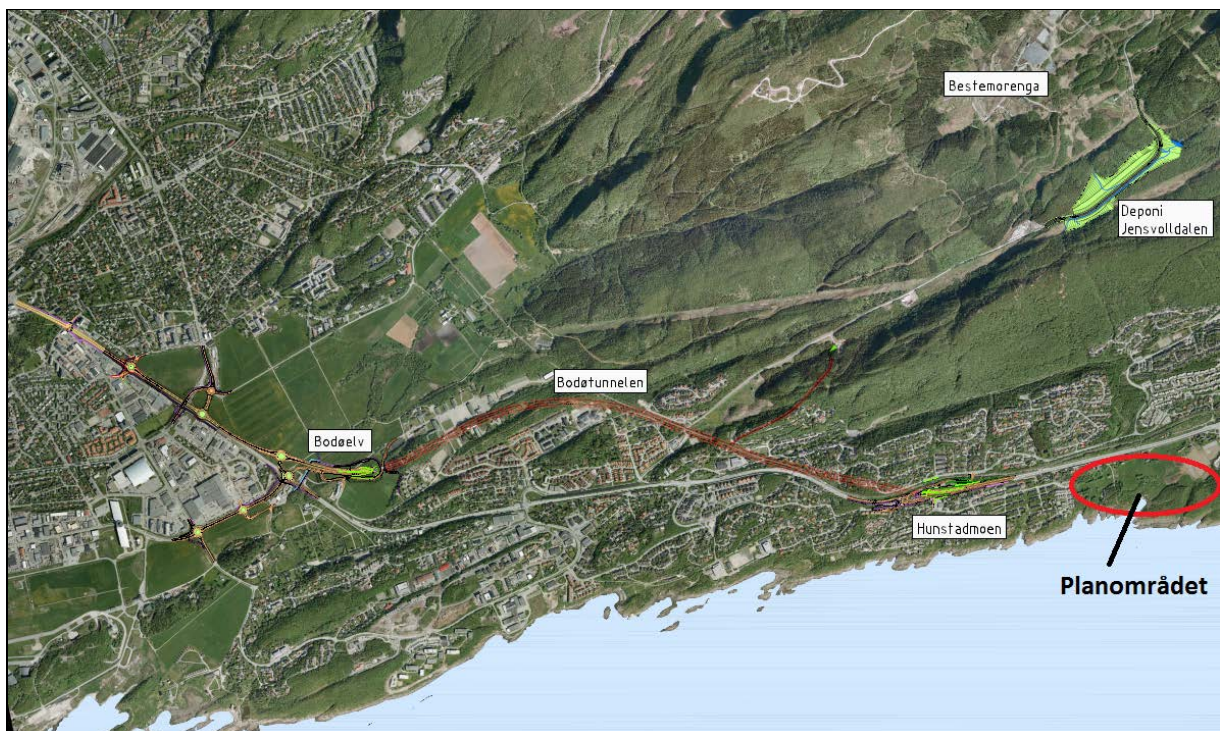 Bestemorenga
Deponi
Jensvolldalen
Bodøtunnelen
Bodøelv
Hunstadmoen
Planområdet